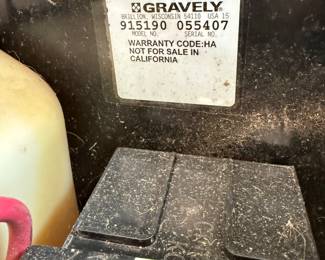 GRAVELY
BRILLION, WISCONSIN 54110 USA 15
915190 055407
MODEL NO. SERIAL NO.
WARRANTY CODE:HA
NOT FOR SALE IN
CALIFORNIA